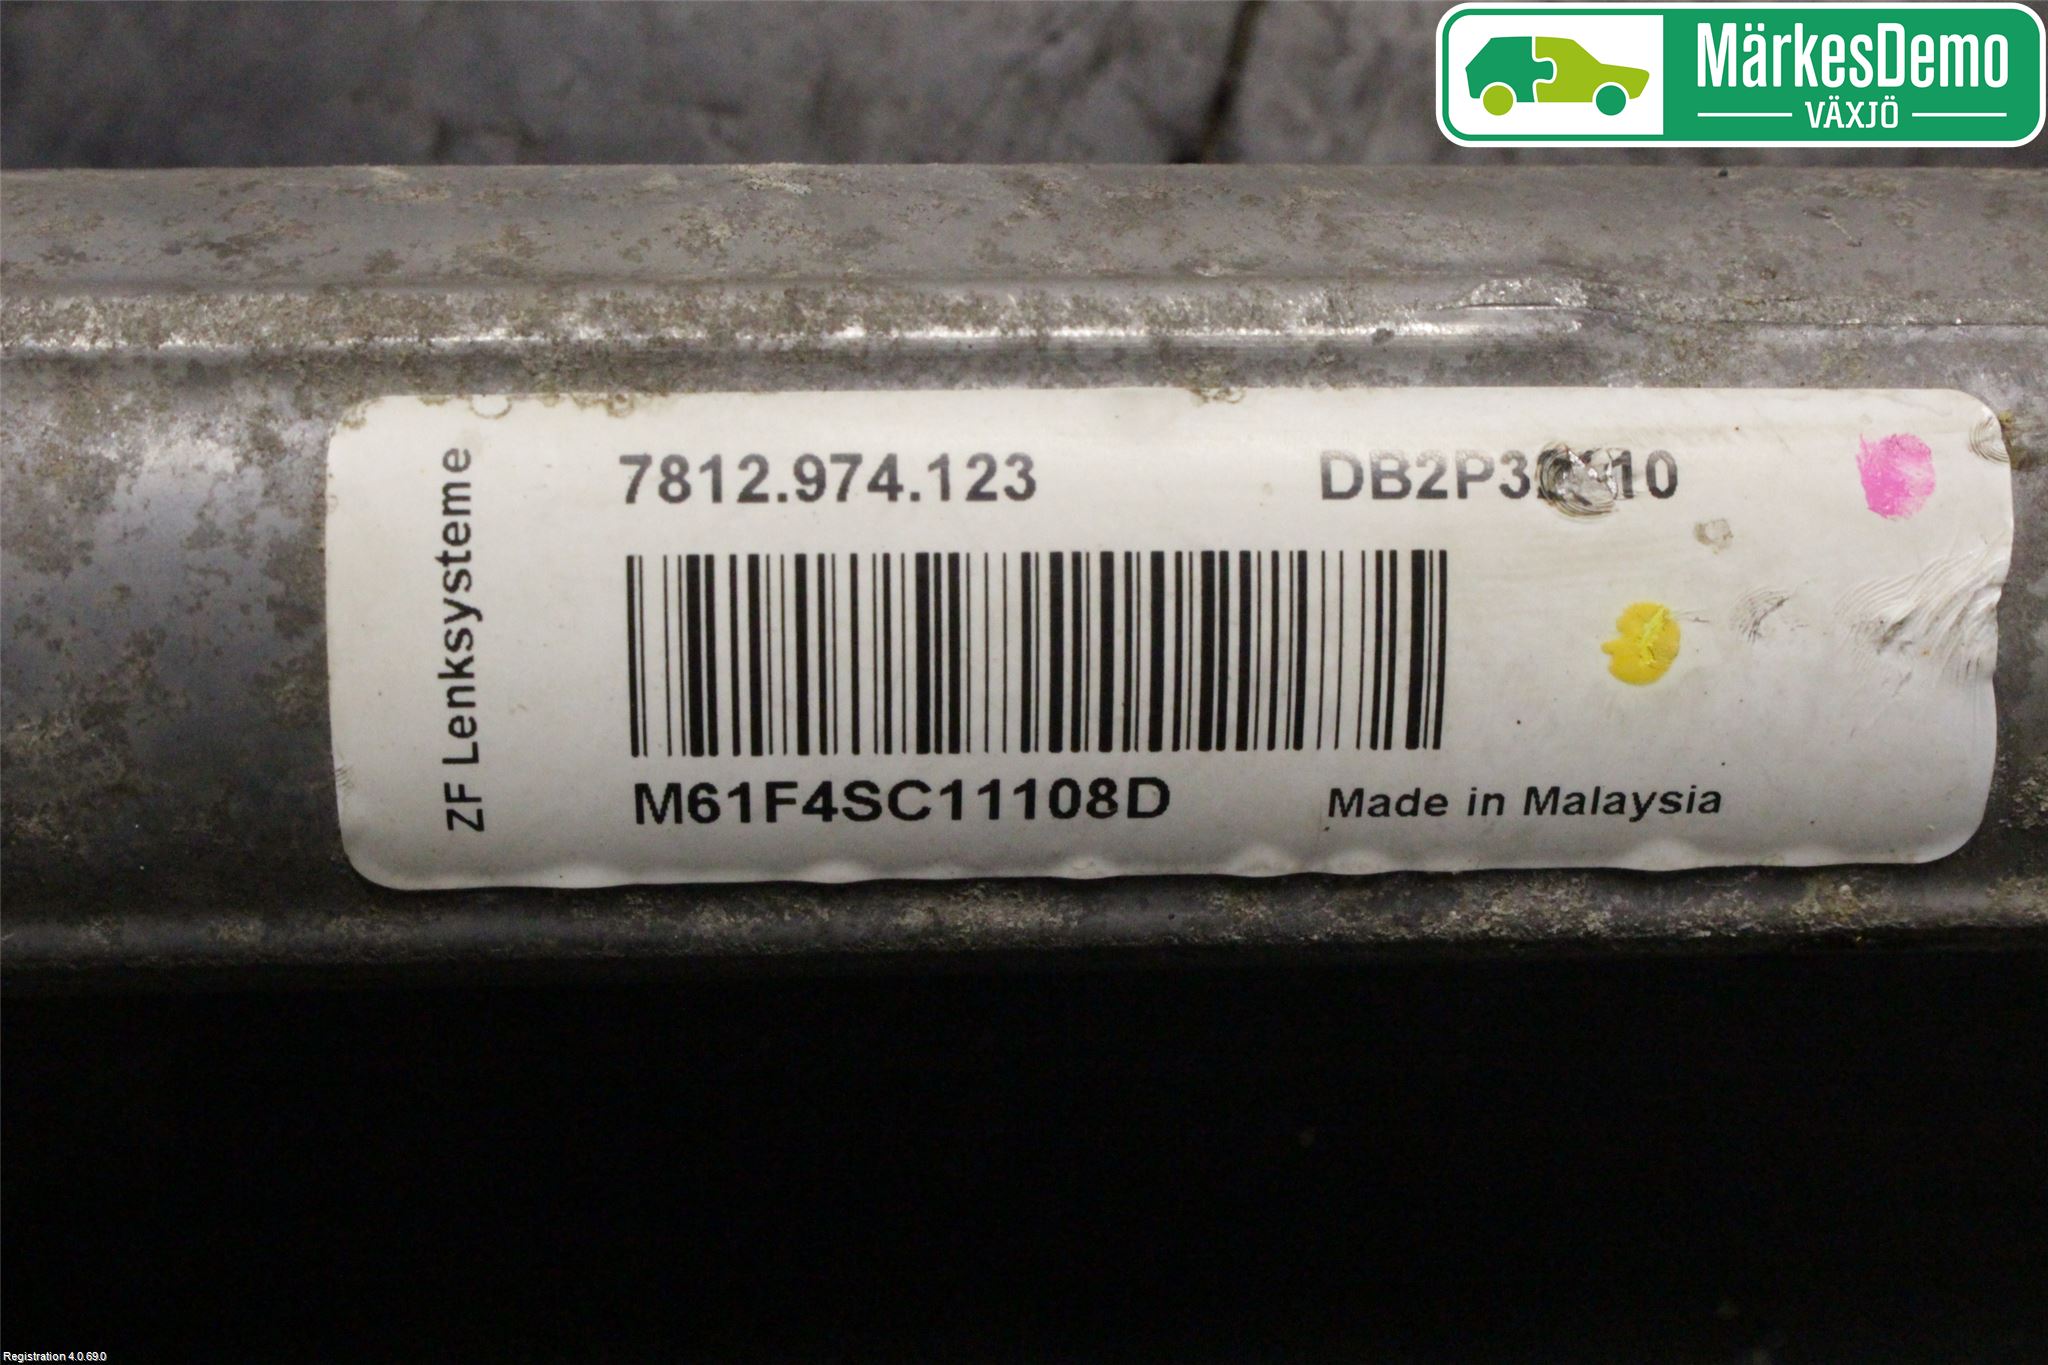 MärkesDemo
VÄXJÖ
ZF Lenksysteme
7812.974.123
M61F4SC11108D
Made in Malaysia
Registration 4.0.69.0